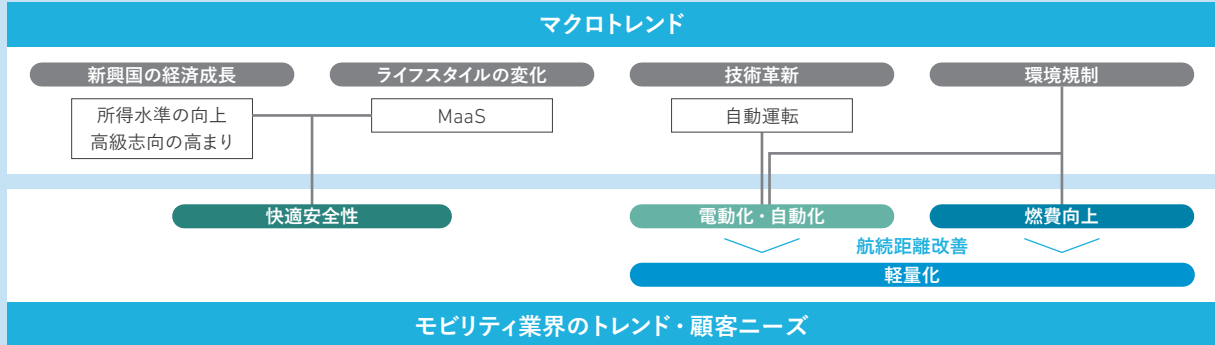 マクロトレンド
新興国の経済成長
ライフスタイルの変化
技術革新
環境規制
所得水準の向上
高級志向の高まり
MaaS
自動運転
快適安全性
電動化・自動化
燃費向上
航続距離改善
軽量化
モビリティ業界のトレンド・顧客ニーズ